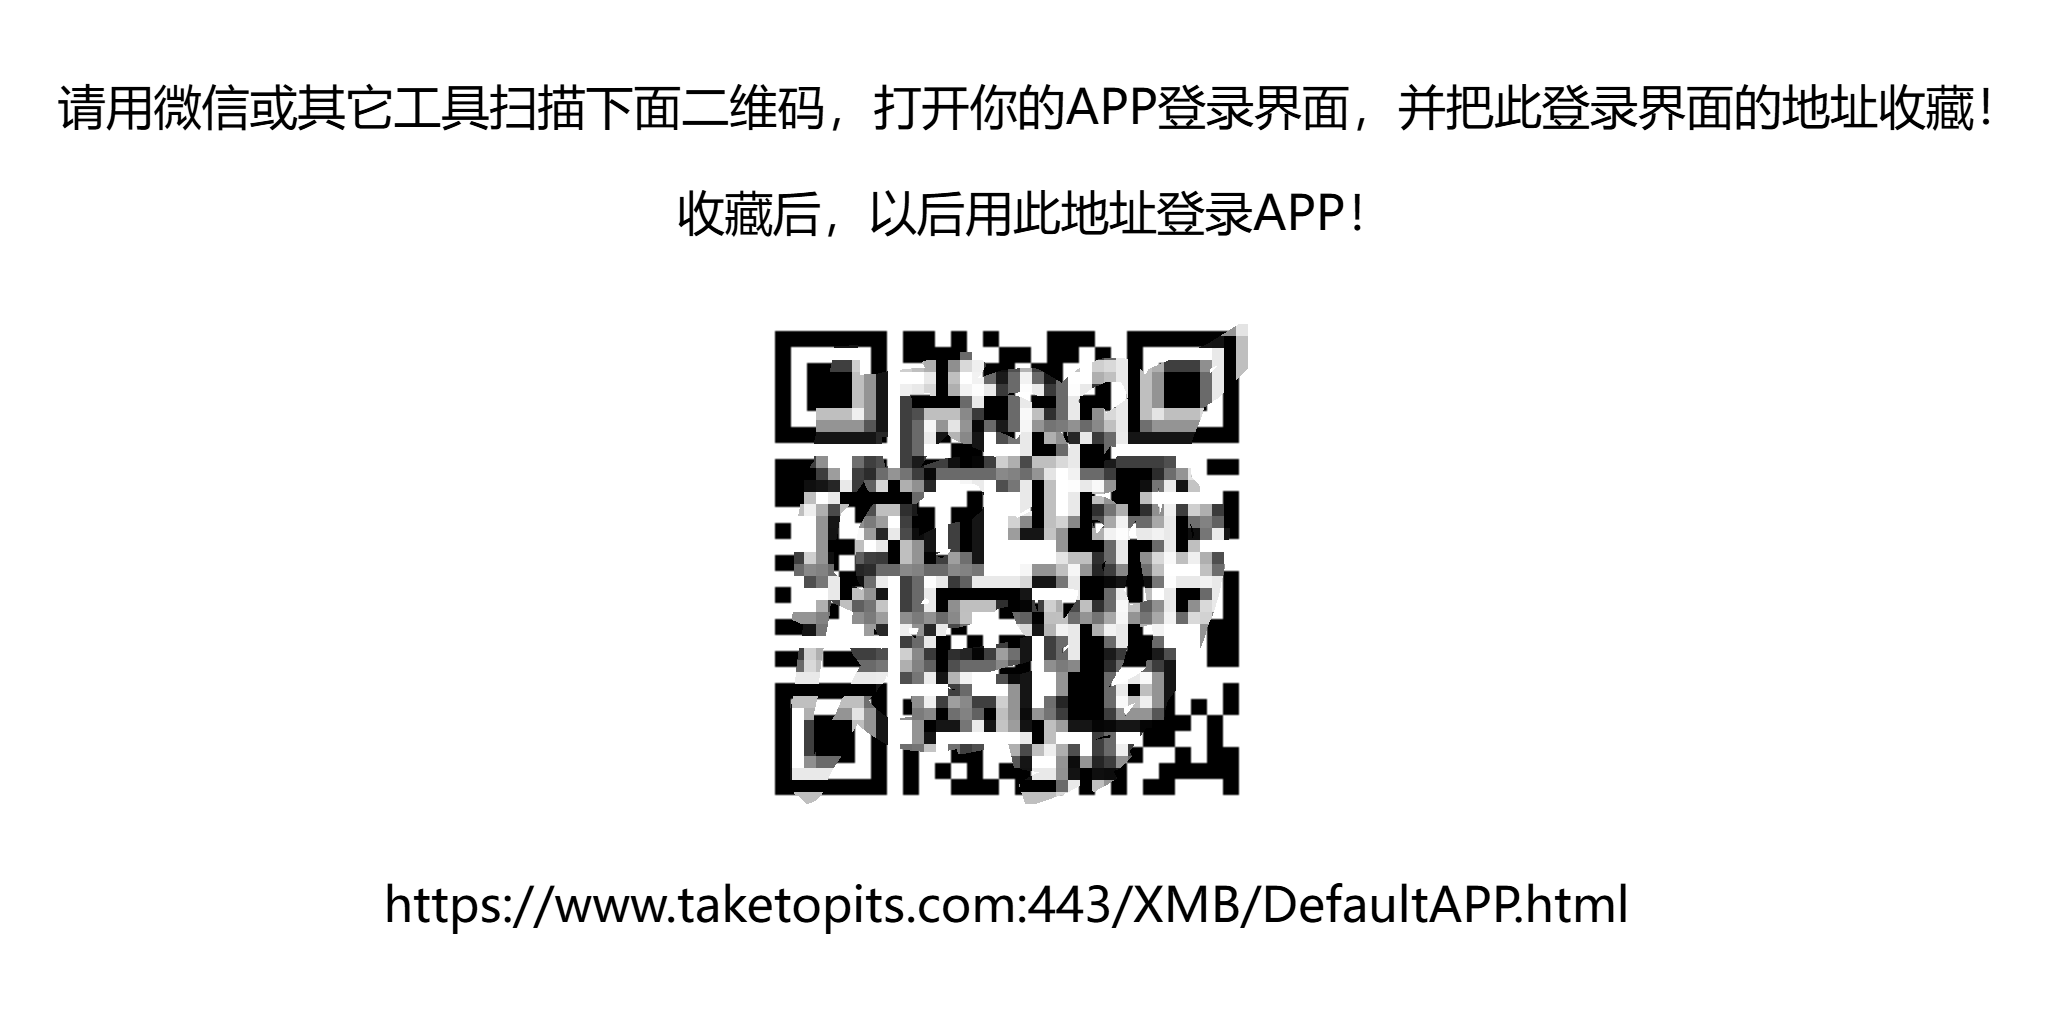 请用微信或其它工具扫描下面二维码，打开你的APP登录界面，并把此登录界面的地址收藏！
收藏后，以后用此地址登录APP！
https://www.taketopits.com:443/XMB/DefaultAPP.html